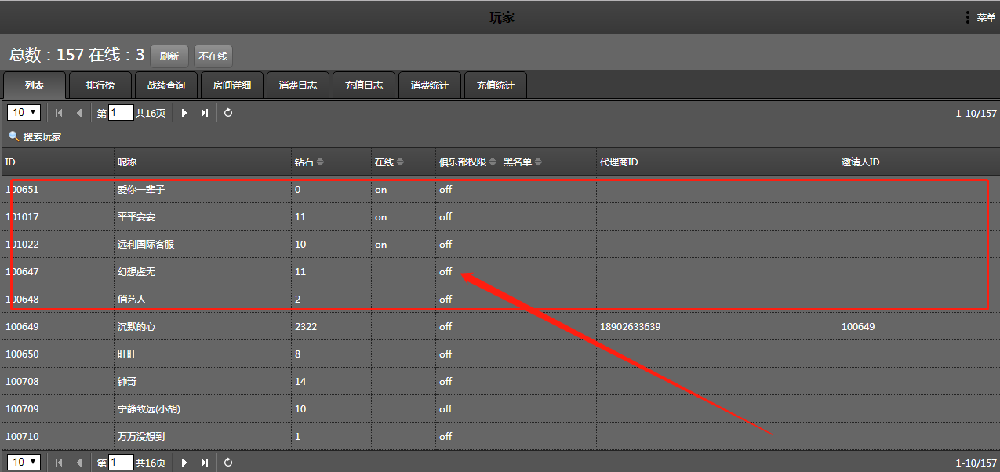 玩家
菜单
总数：157 在线：3 刷新 不在线
列表 排行榜 战绩查询 房间详细 消费日志 充值日志 消费统计 充值统计
10 第 1 共16页 1-10/157
搜索玩家
ID 昵称 钻石 在线 俱乐部权限 黑名单 代理商ID 邀请人ID
100651 爱你一辈子 0 on off
101017 平平安安 11 on off
101022 远利国际客服 10 on off
100647 幻想虚无 11 off
100648 俏艺人 2 off
100649 沉默的心 2322 off 18902633639 100649
100650 旺旺 8 off
100708 钟哥 14 off
100709 宁静致远(小胡) 10 off
100710 万万没想到 1 off
10 第 1 共16页 1-10/157